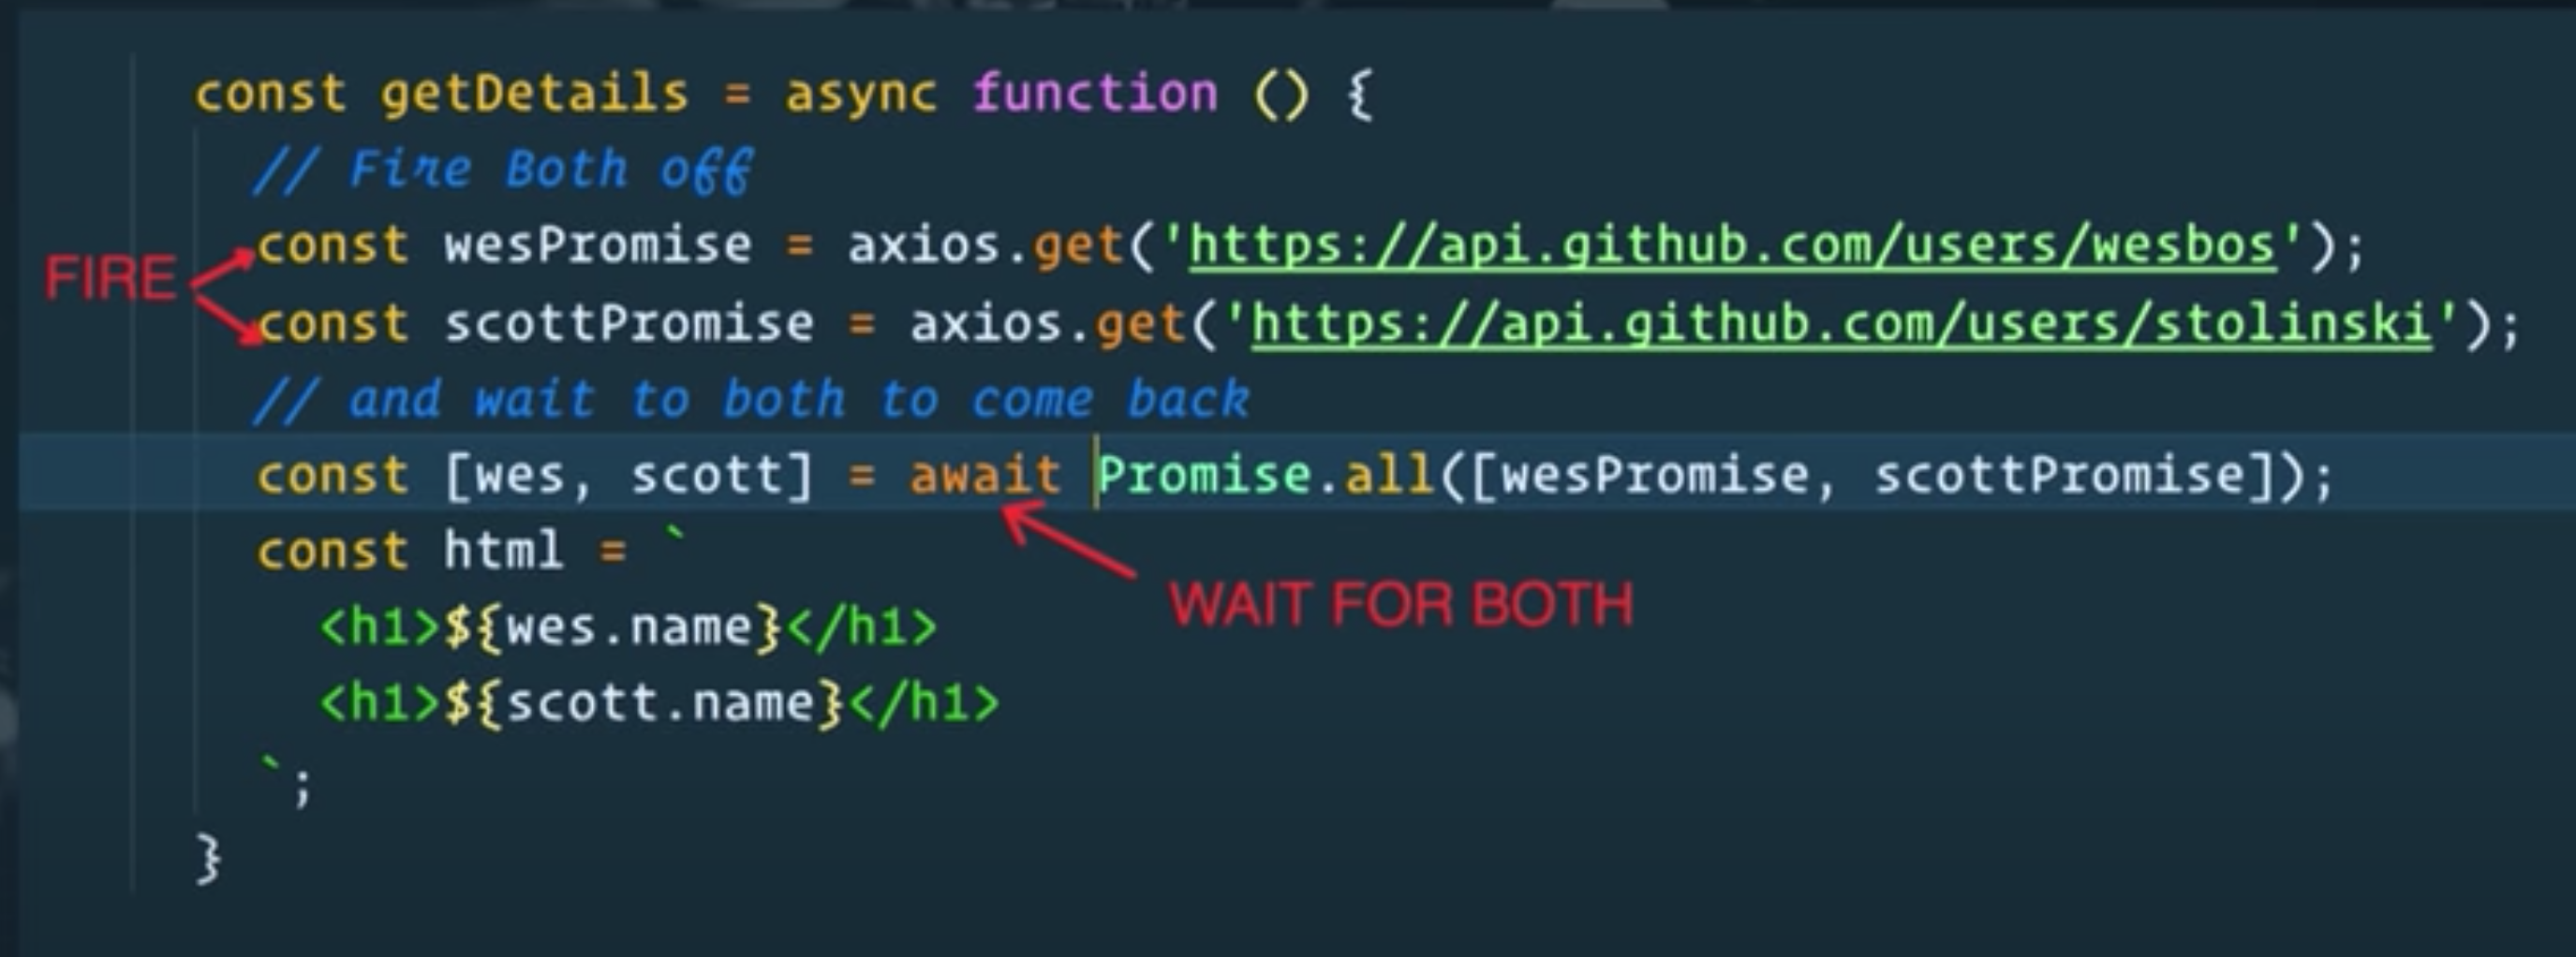 const getDetails = async function () {
// Fire Both off
const wesPromise = axios.get('https://api.github.com/users/wesbos');
FIRE
const scottPromise = axios.get('https://api.github.com/users/stolinski');
// and wait to both to come back
const [wes, scott] = await Promise.all([wesPromise, scottPromise]);
const html = `
WAIT FOR BOTH
<h1>${wes.name}</h1>
<h1>${scott.name}</h1>
`;
}